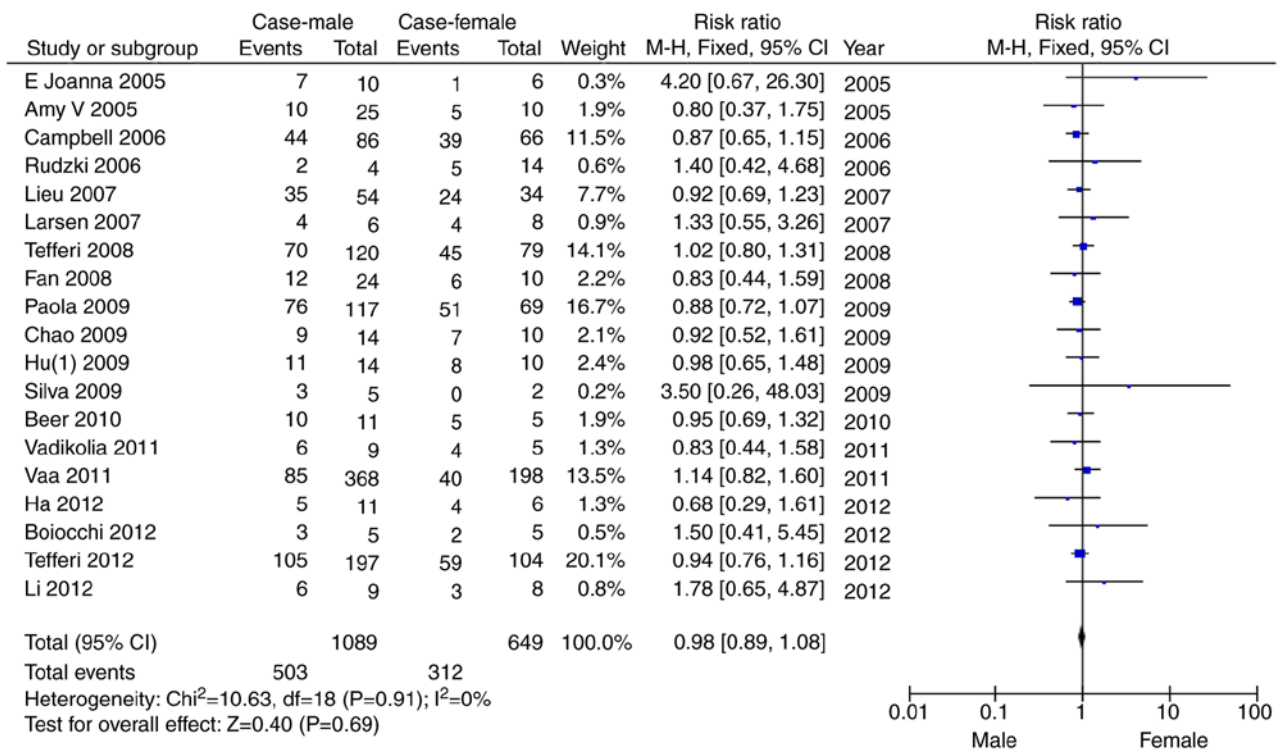 Case-male Case-female Risk ratio Risk ratio
Study or subgroup Events Total Events Total Weight M-H, Fixed, 95% CI Year M-H, Fixed, 95% CI
E Joanna 2005 7 10 1 6 0.3% 4.20 [0.67, 26.30] 2005
Amy V 2005 10 25 5 10 1.9% 0.80 [0.37, 1.75] 2005
Campbell 2006 44 86 39 66 11.5% 0.87 [0.65, 1.15] 2006
Rudzki 2006 2 4 5 14 0.6% 1.40 [0.42, 4.68] 2006
Lieu 2007 35 54 24 34 7.7% 0.92 [0.69, 1.23] 2007
Larsen 2007 4 6 4 8 0.9% 1.33 [0.55, 3.26] 2007
Tefferi 2008 70 120 45 79 14.1% 1.02 [0.80, 1.31] 2008
Fan 2008 12 24 6 10 2.2% 0.83 [0.44, 1.59] 2008
Paola 2009 76 117 51 69 16.7% 0.88 [0.72, 1.07] 2009
Chao 2009 9 14 7 10 2.1% 0.92 [0.52, 1.61] 2009
Hu(1) 2009 11 14 8 10 2.4% 0.98 [0.65, 1.48] 2009
Silva 2009 3 5 0 2 0.2% 3.50 [0.26, 48.03] 2009
Beer 2010 10 11 5 5 1.9% 0.95 [0.69, 1.32] 2010
Vadikolia 2011 6 9 4 5 1.3% 0.83 [0.44, 1.58] 2011
Vaa 2011 85 368 40 198 13.5% 1.14 [0.82, 1.60] 2011
Ha 2012 5 11 4 6 1.3% 0.68 [0.29, 1.61] 2012
Boiocchi 2012 3 5 2 5 0.5% 1.50 [0.41, 5.45] 2012
Tefferi 2012 105 197 59 104 20.1% 0.94 [0.76, 1.16] 2012
Li 2012 6 9 3 8 0.8% 1.78 [0.65, 4.87] 2012
Total (95% CI) 1089 649 100.0% 0.98 [0.89, 1.08]
Total events 503 312
Heterogeneity: Chi²=10.63, df=18 (P=0.91); I²=0%
Test for overall effect: Z=0.40 (P=0.69)
0.01 0.1 1 10 100
Male Female